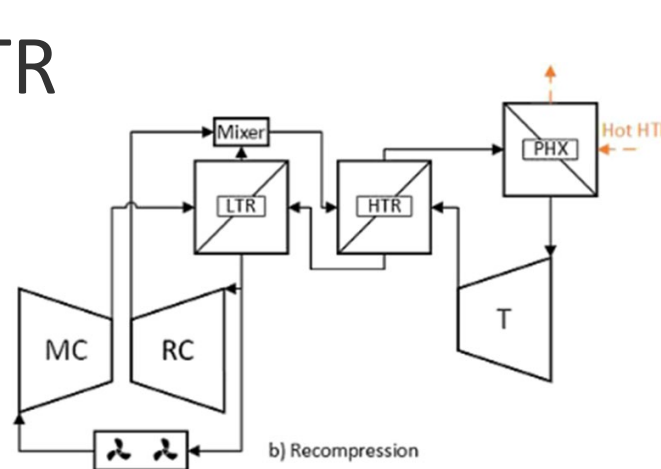 TR
Mixer
Hot HT
PHX
LTR
HTR
T
MC
RC
b) Recompression